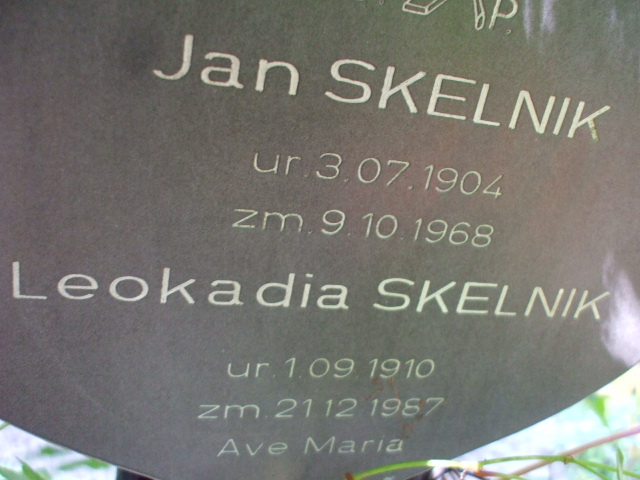 Jan SKELNIK
ur.3.07.1904
zm.9.10.1968
Leokadia SKELNIK
ur.1.09 1910
zm.21 12 1987
Ave Maria